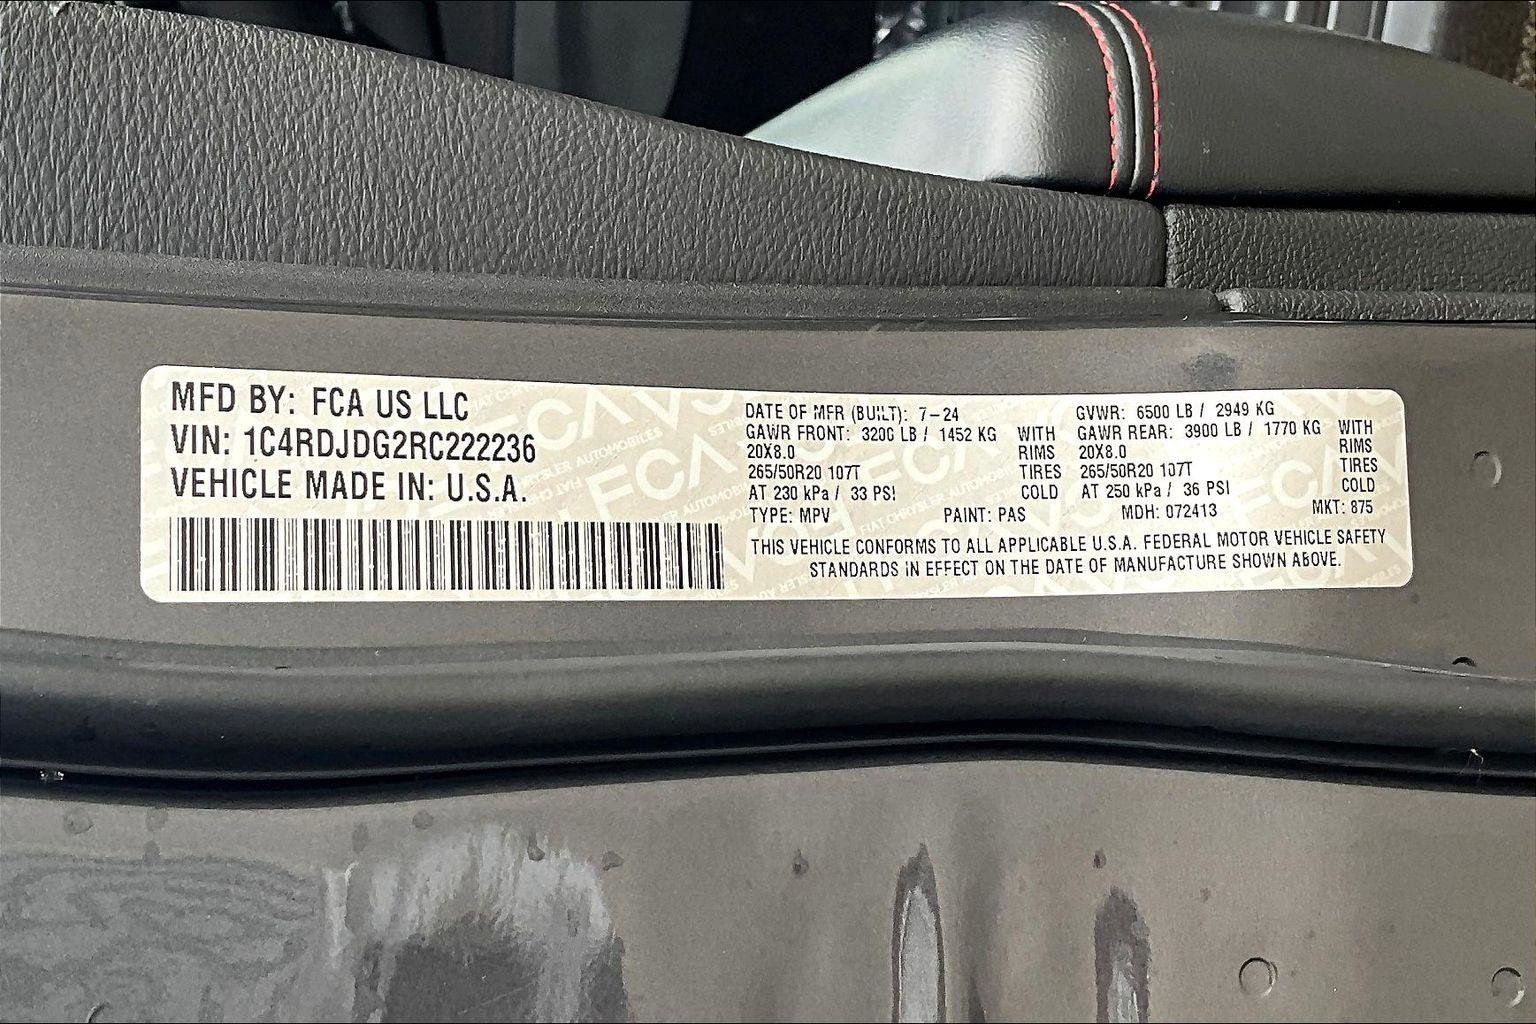 MFD BY: FCA US LLC
VIN: 1C4RDJDG2RC222236
VEHICLE MADE IN: U.S.A.
DATE OF MFR (BUILT): 7-24
GAWR FRONT: 3200 LB / 1452 KG WITH
20X8.0 RIMS
265/50R20 107T TIRES
AT 230 kPa / 33 PSI COLD
GVWR: 6500 LB / 2949 KG
GAWR REAR: 3900 LB / 1770 KG WITH
20X8.0 RIMS
265/50R20 107T TIRES
AT 250 kPa / 36 PSI COLD
TYPE: MPV PAINT: PAS MDH: 072413 MKT: 875
THIS VEHICLE CONFORMS TO ALL APPLICABLE U.S.A. FEDERAL MOTOR VEHICLE SAFETY
STANDARDS IN EFFECT ON THE DATE OF MANUFACTURE SHOWN ABOVE.